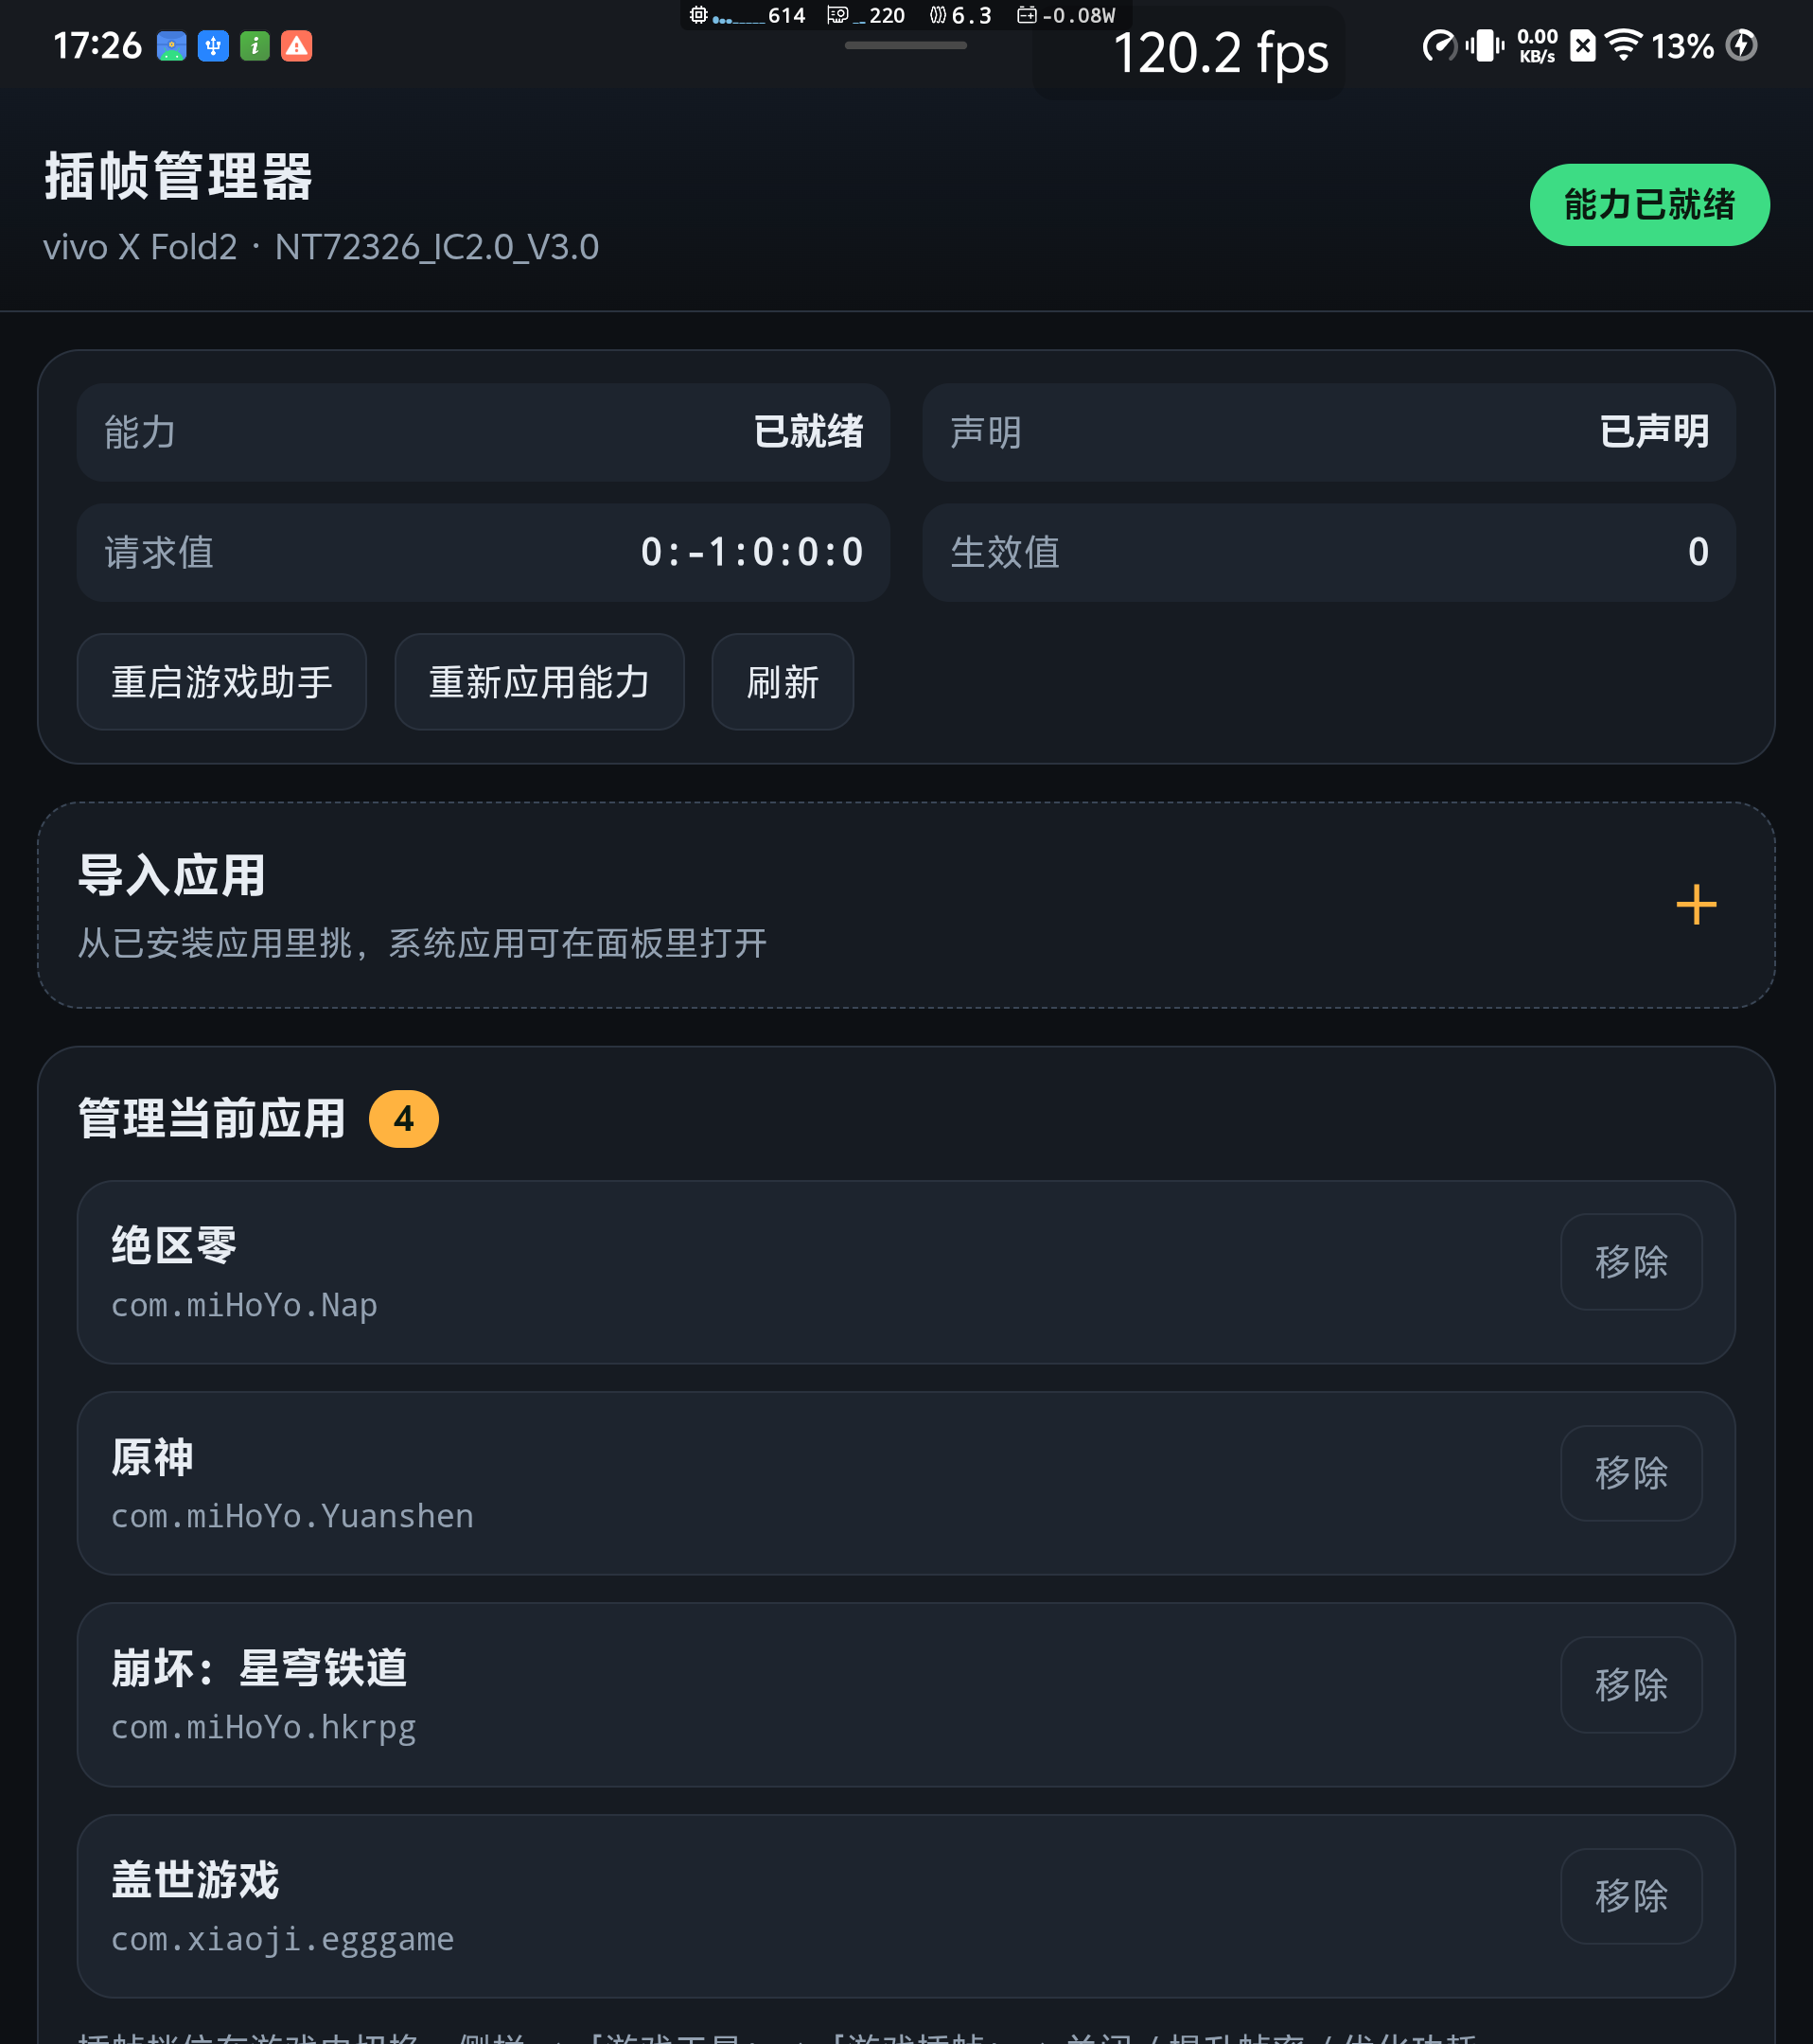 614 220 6.3 -0.08W
17:26 120.2 fps 0.00 KB/s 13%
插帧管理器
能力已就绪
vivo X Fold2 · NT72326_IC2.0_V3.0
能力 已就绪 声明 已声明
请求值 0:-1:0:0:0 生效值 0
重启游戏助手 重新应用能力 刷新
导入应用
从已安装应用里挑，系统应用可在面板里打开
管理当前应用 4
绝区零
com.miHoYo.Nap
移除
原神
com.miHoYo.Yuanshen
移除
崩坏：星穹铁道
com.miHoYo.hkrpg
移除
盖世游戏
com.xiaoji.egggame
移除